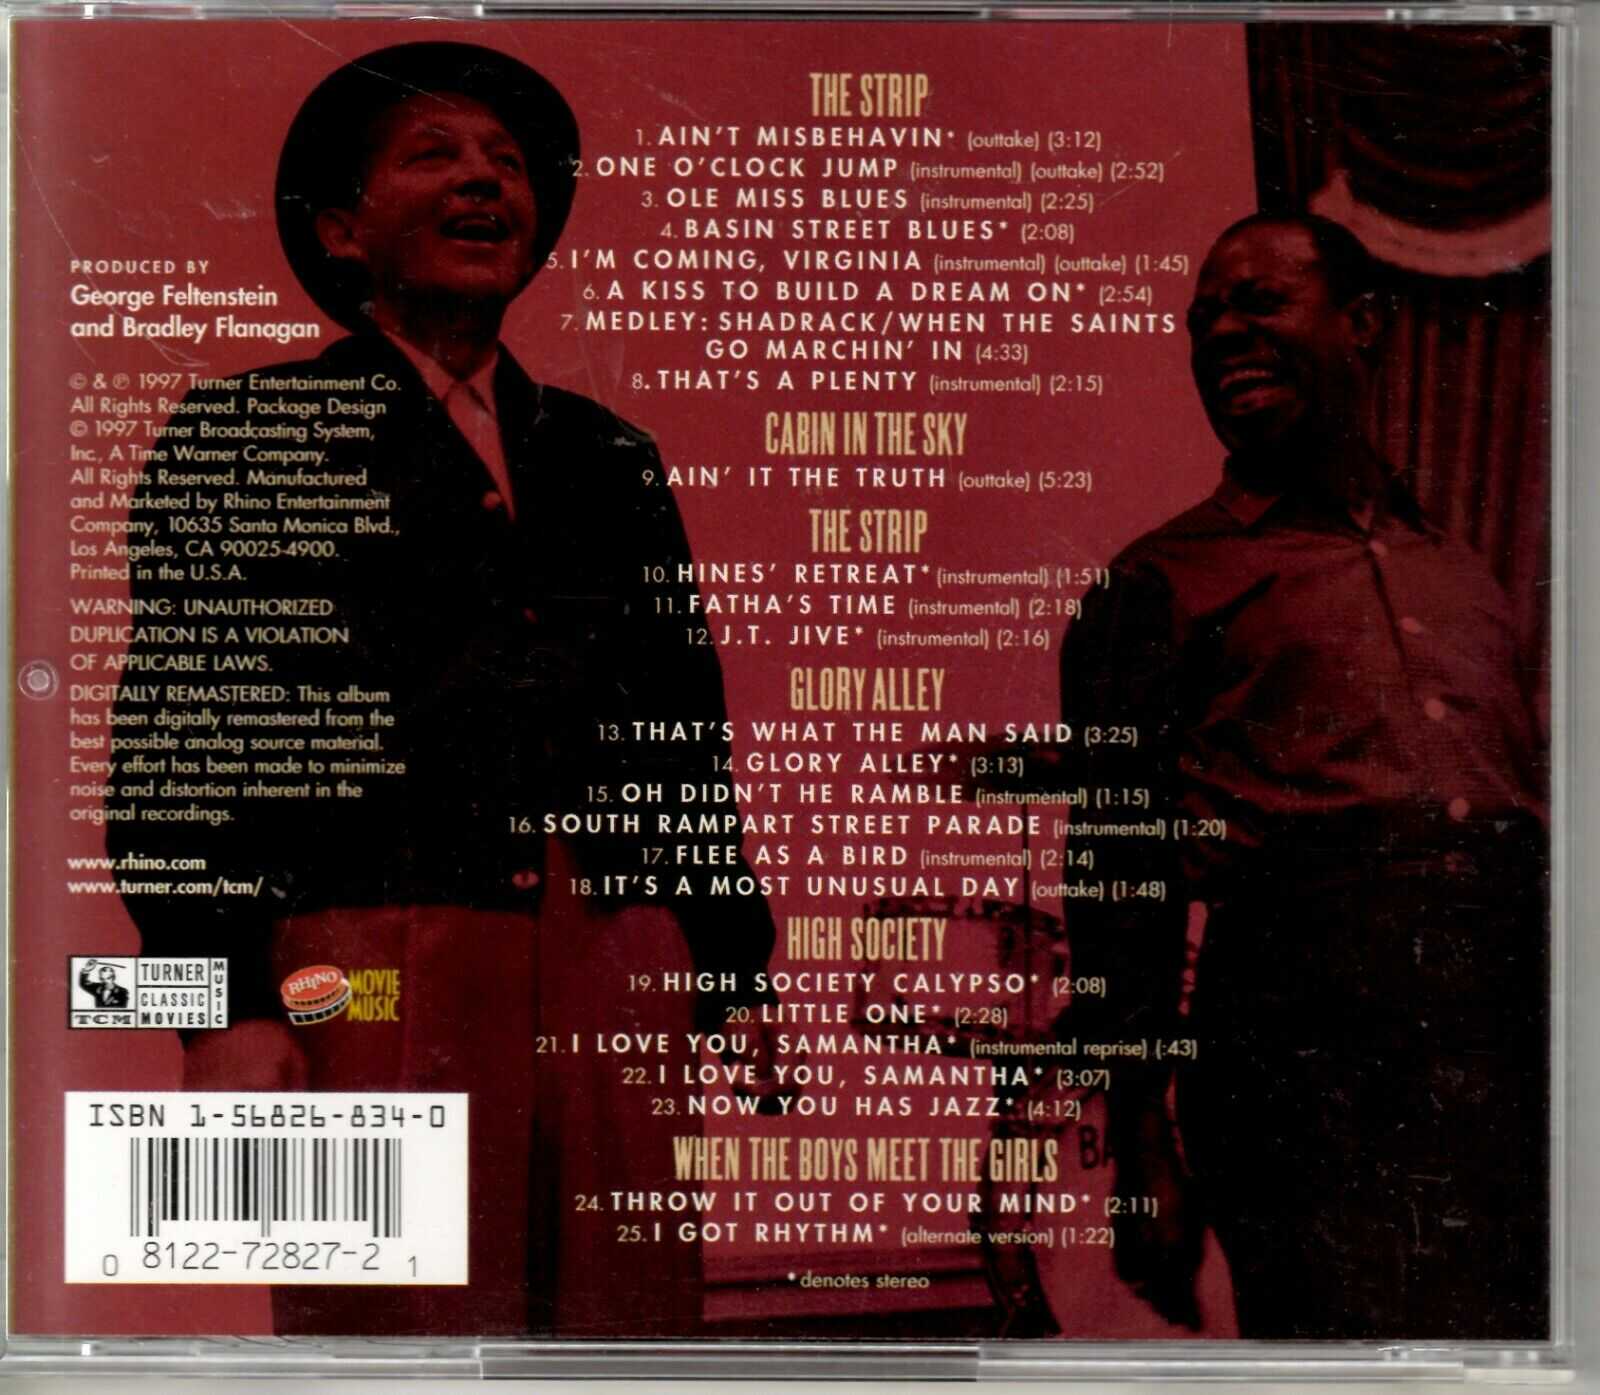 THE STRIP
1. AIN'T MISBEHAVIN* (outtake) (3:12)
2. ONE O'CLOCK JUMP (instrumental) (outtake) (2:52)
3. OLE MISS BLUES (instrumental) (2:25)
4. BASIN STREET BLUES* (2:08)
5. I'M COMING, VIRGINIA (instrumental) (outtake) (1:45)
6. A KISS TO BUILD A DREAM ON* (2:54)
7. MEDLEY: SHADRACK/WHEN THE SAINTS
GO MARCHIN' IN (4:33)
8. THAT'S A PLENTY (instrumental) (2:15)
CABIN IN THE SKY
9. AIN' IT THE TRUTH (outtake) (5:23)
THE STRIP
10. HINES' RETREAT* (instrumental) (1:51)
11. FATHA'S TIME (instrumental) (2:18)
12. J.T. JIVE* (instrumental) (2:16)
GLORY ALLEY
13. THAT'S WHAT THE MAN SAID (3:25)
14. GLORY ALLEY* (3:13)
15. OH DIDN'T HE RAMBLE (instrumental) (1:15)
16. SOUTH RAMPART STREET PARADE (instrumental) (1:20)
17. FLEE AS A BIRD (instrumental) (2:14)
18. IT'S A MOST UNUSUAL DAY (outtake) (1:48)
HIGH SOCIETY
19. HIGH SOCIETY CALYPSO* (2:08)
20. LITTLE ONE* (2:28)
21. I LOVE YOU, SAMANTHA* (instrumental reprise) (:43)
22. I LOVE YOU, SAMANTHA* (3:07)
23. NOW YOU HAS JAZZ* (4:12)
WHEN THE BOYS MEET THE GIRLS
24. THROW IT OUT OF YOUR MIND* (2:11)
25. I GOT RHYTHM* (alternate version) (1:22)
* denotes stereo
PRODUCED BY
George Feltenstein
and Bradley Flanagan
© & ℗ 1997 Turner Entertainment Co.
All Rights Reserved. Package Design
© 1997 Turner Broadcasting System,
Inc., A Time Warner Company.
All Rights Reserved. Manufactured
and Marketed by Rhino Entertainment
Company, 10635 Santa Monica Blvd.,
Los Angeles, CA 90025-4900.
Printed in the U.S.A.
WARNING: UNAUTHORIZED
DUPLICATION IS A VIOLATION
OF APPLICABLE LAWS.
DIGITALLY REMASTERED: This album
has been digitally remastered from the
best possible analog source material.
Every effort has been made to minimize
noise and distortion inherent in the
original recordings.
www.rhino.com
www.turner.com/tcm/
TCM
TURNER
CLASSIC
MOVIES
MUSIC
RHINO
MOVIE
MUSIC
ISBN 1-56826-834-0
0 8122-72827-2 1